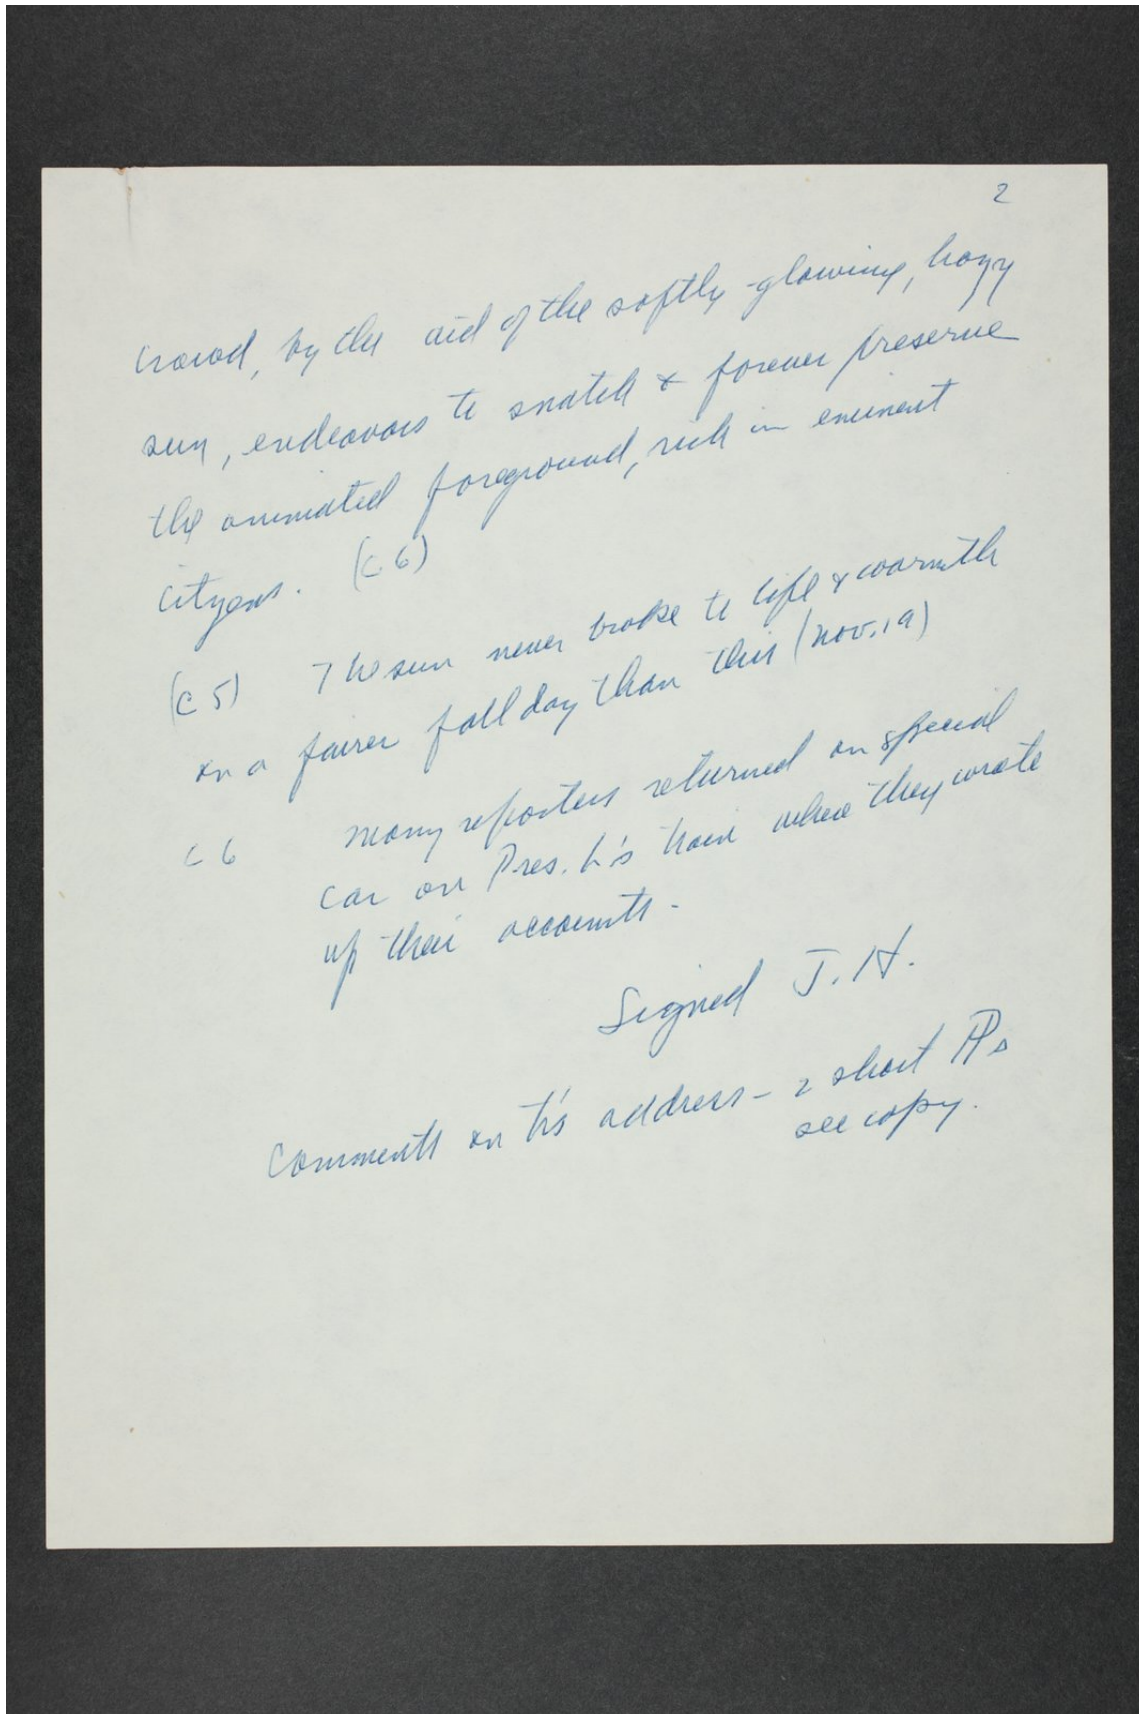 2
crowd, by the aid of the softly-glowing, hazy
sun, endeavors to snatch & forever preserve
the animated foreground, rich in eminent
citizens. (C 6)
(C 5) The sun never broke to life & warmth
on a fairer fall day than this (Nov. 19)
C 6 Many reporters returned on special
car on Pres. L's train where they wrote
up their accounts -
Signed J. H.
Comments on L's address - 2 short PPs
see copy.